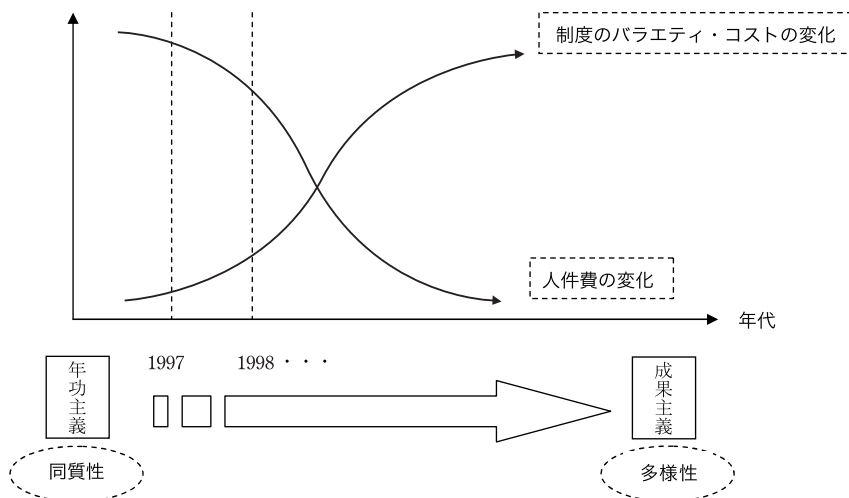 制度のバラエティ・コストの変化
人件費の変化
年代
1997
1998・・・
年功主義
成果主義
同質性
多様性